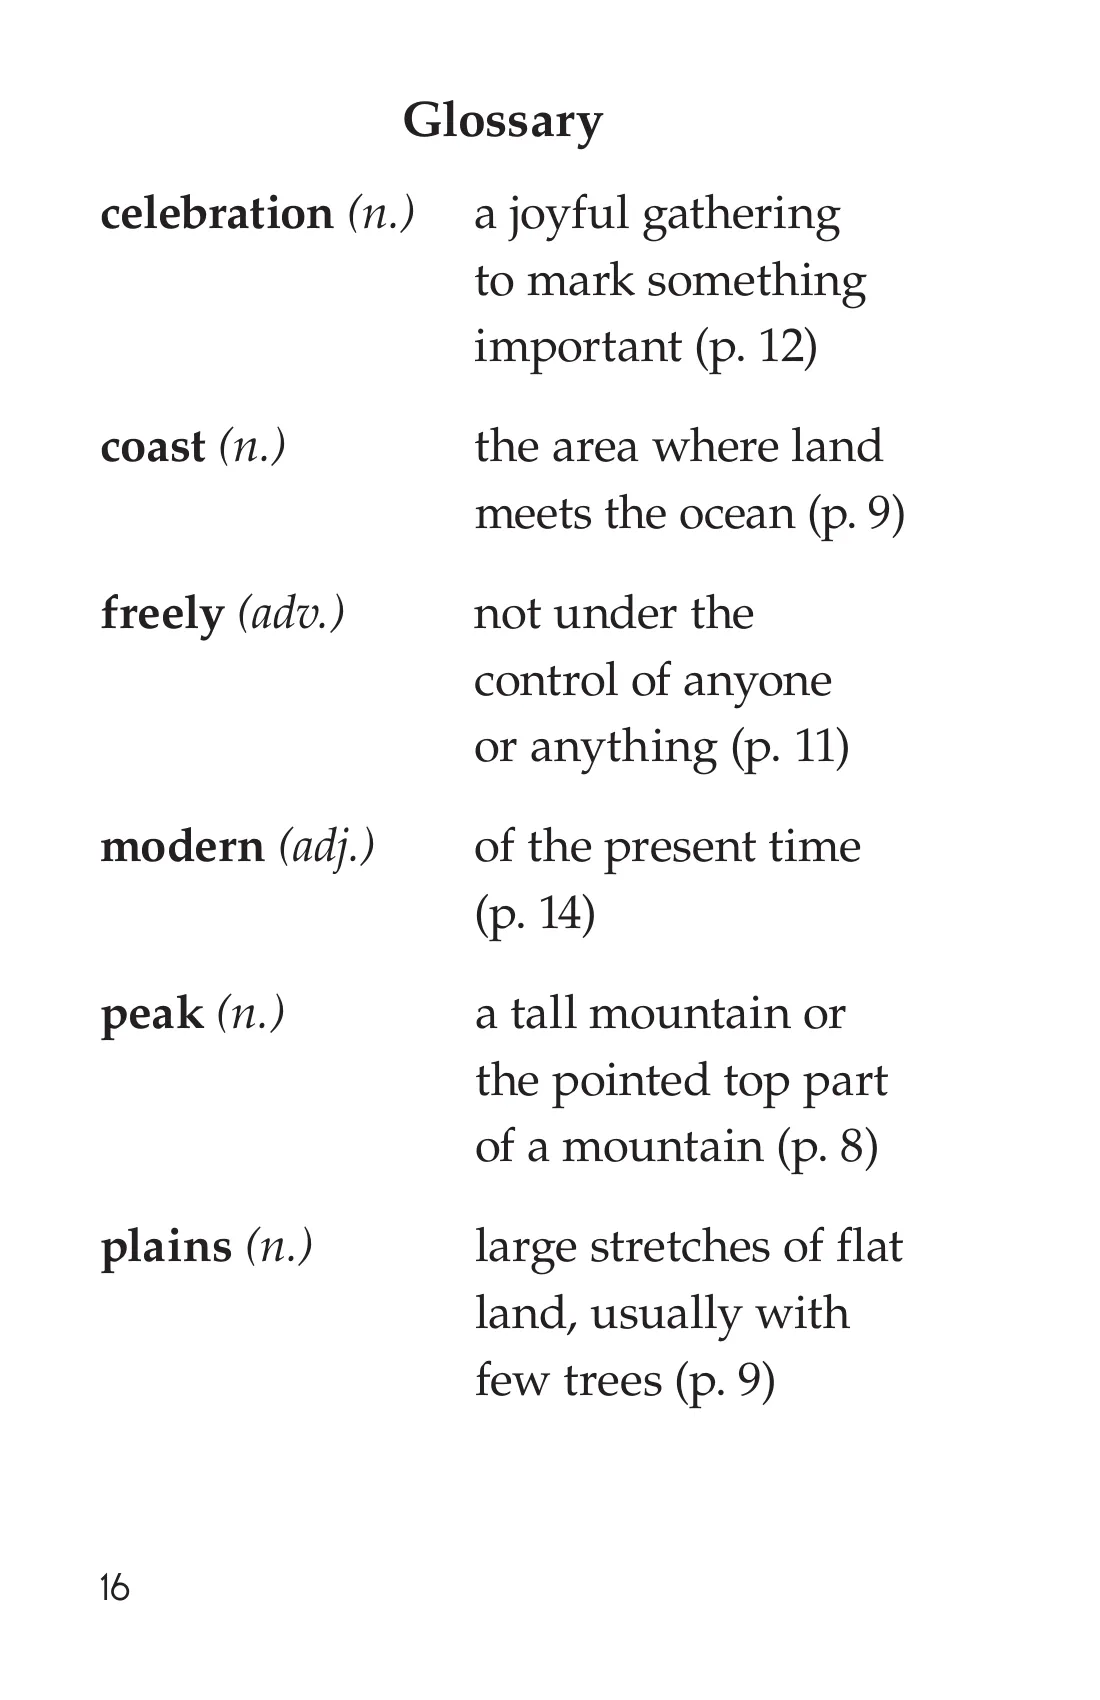 Glossary
celebration (n.) a joyful gathering
to mark something
important (p. 12)
coast (n.) the area where land
meets the ocean (p. 9)
freely (adv.) not under the
control of anyone
or anything (p. 11)
modern (adj.) of the present time
(p. 14)
peak (n.) a tall mountain or
the pointed top part
of a mountain (p. 8)
plains (n.) large stretches of flat
land, usually with
few trees (p. 9)
16